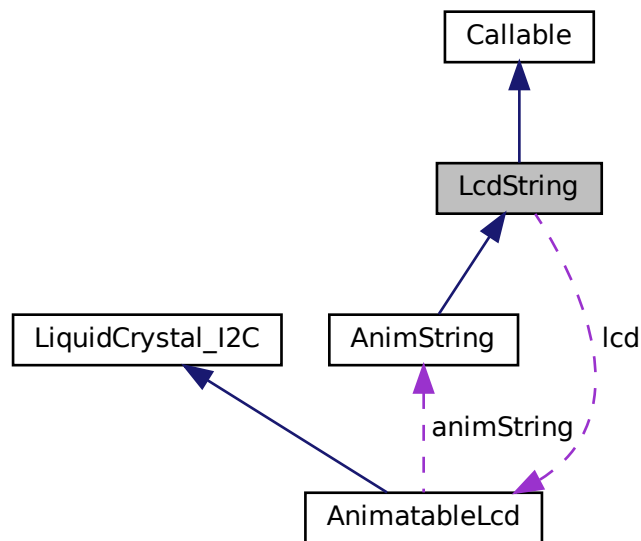 Callable
LcdString
LiquidCrystal_I2C
AnimString
lcd
animString
AnimatableLcd